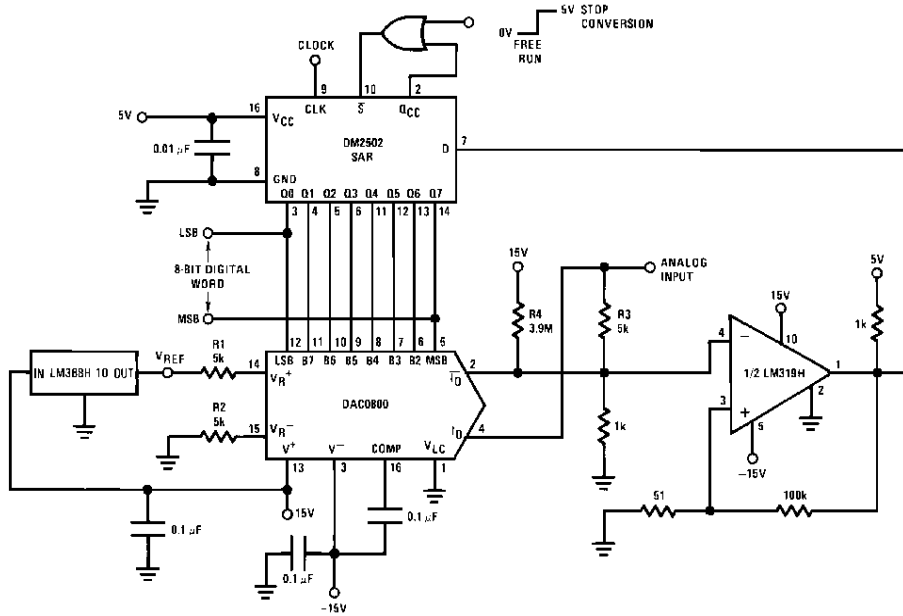 5V STOP
CONVERSION
0V
FREE
RUN
CLOCK
9
10
2
CLK
S
QCC
16
5V
VCC
0.01 µF
DM2502
SAR
D
7
8
GND
Q0 Q1 Q2 Q3 Q4 Q5 Q6 Q7
3 4 5 6 11 12 13 14
LSB
8-BIT DIGITAL
WORD
MSB
15V
R4
3.9M
R3
5k
ANALOG
INPUT
5V
1k
15V
10
4
−
1/2 LM319H
1
2
3
+
5
−15V
12 11 10 9 8 7 6 5
LSB B7 B6 B5 B4 B3 B2 MSB
IN LM368H 10 OUT
VREF
R1
5k
14
VR+
DAC0800
IO
2
IO
4
R2
5k
15
VR−
V+
V−
COMP
VLC
13
3
16
1
1k
51
100k
0.1 µF
15V
0.1 µF
0.1 µF
−15V